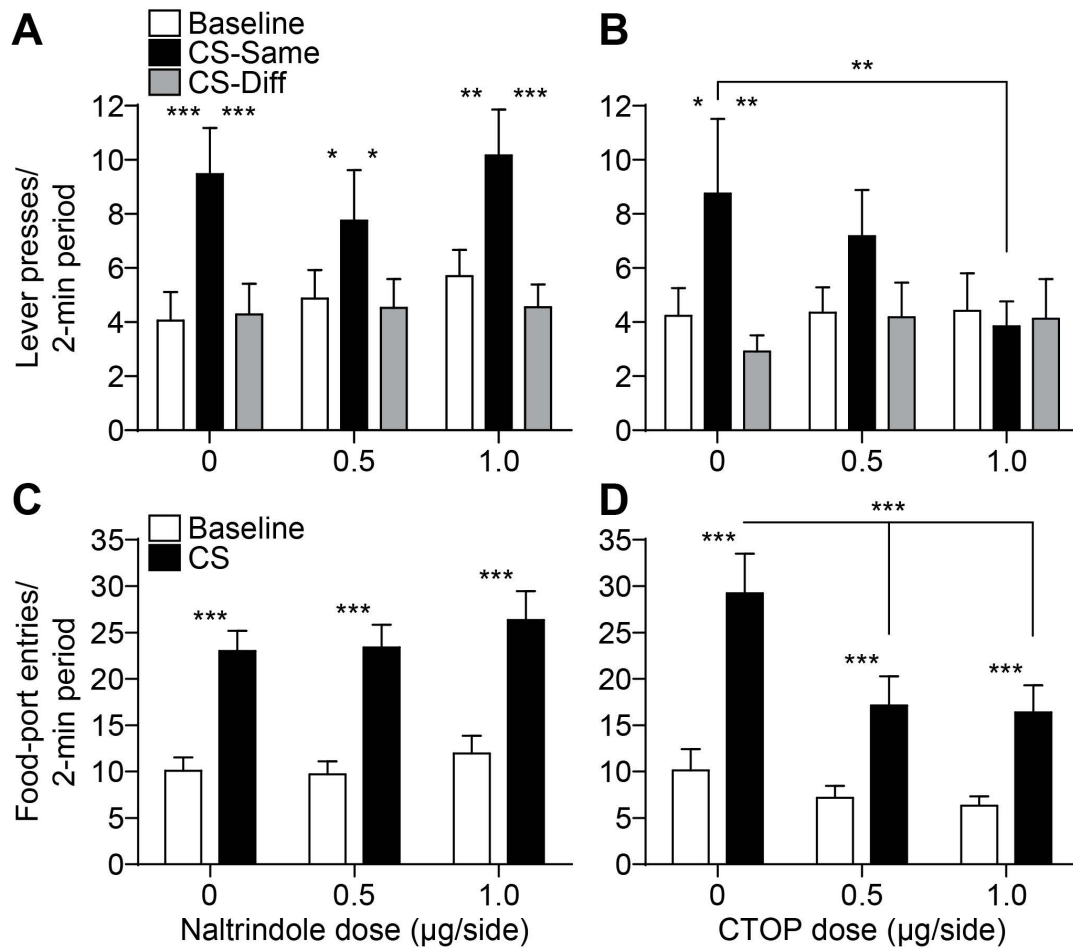 A
Baseline
CS-Same
CS-Diff
*** *** * * ** ***
Lever presses/
2-min period
12
10
8
6
4
2
0
0 0.5 1.0
B
**
* **
12
10
8
6
4
2
0
0 0.5 1.0
C
Baseline
CS
*** *** ***
Food-port entries/
2-min period
35
30
25
20
15
10
5
0
0 0.5 1.0
Naltrindole dose (µg/side)
D
***
*** *** ***
35
30
25
20
15
10
5
0
0 0.5 1.0
CTOP dose (µg/side)